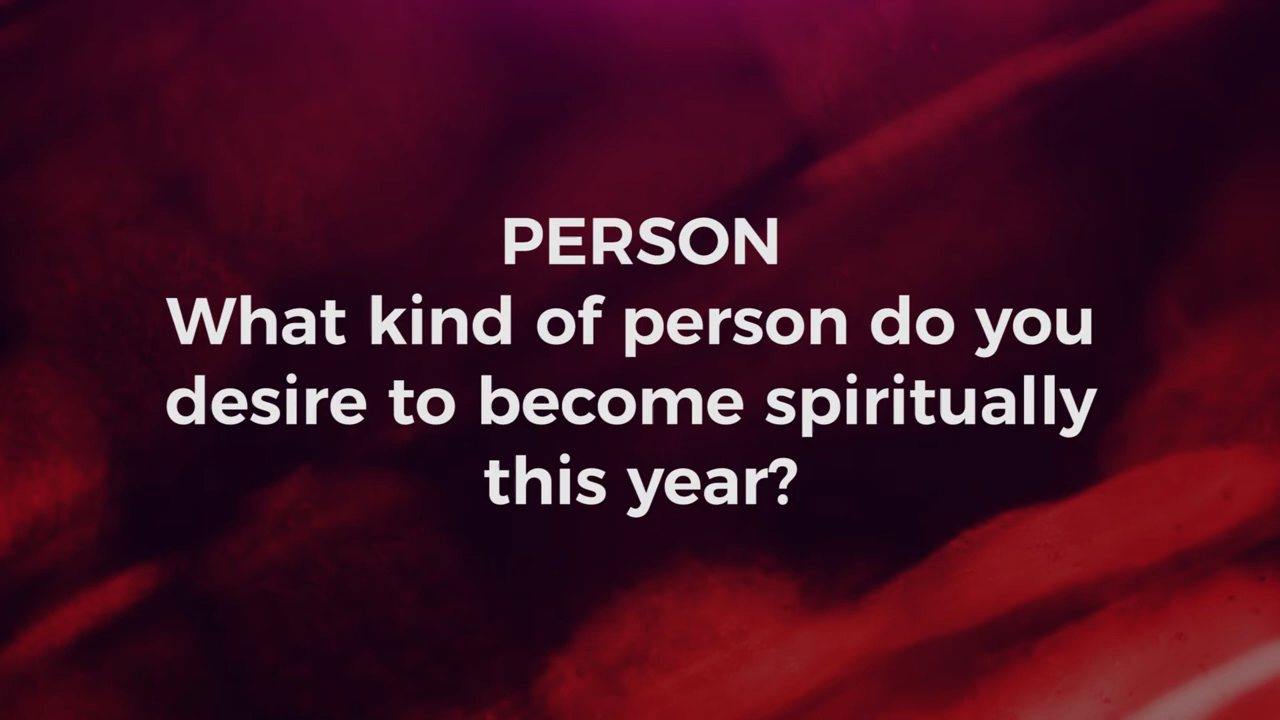 PERSON
What kind of person do you
desire to become spiritually
this year?